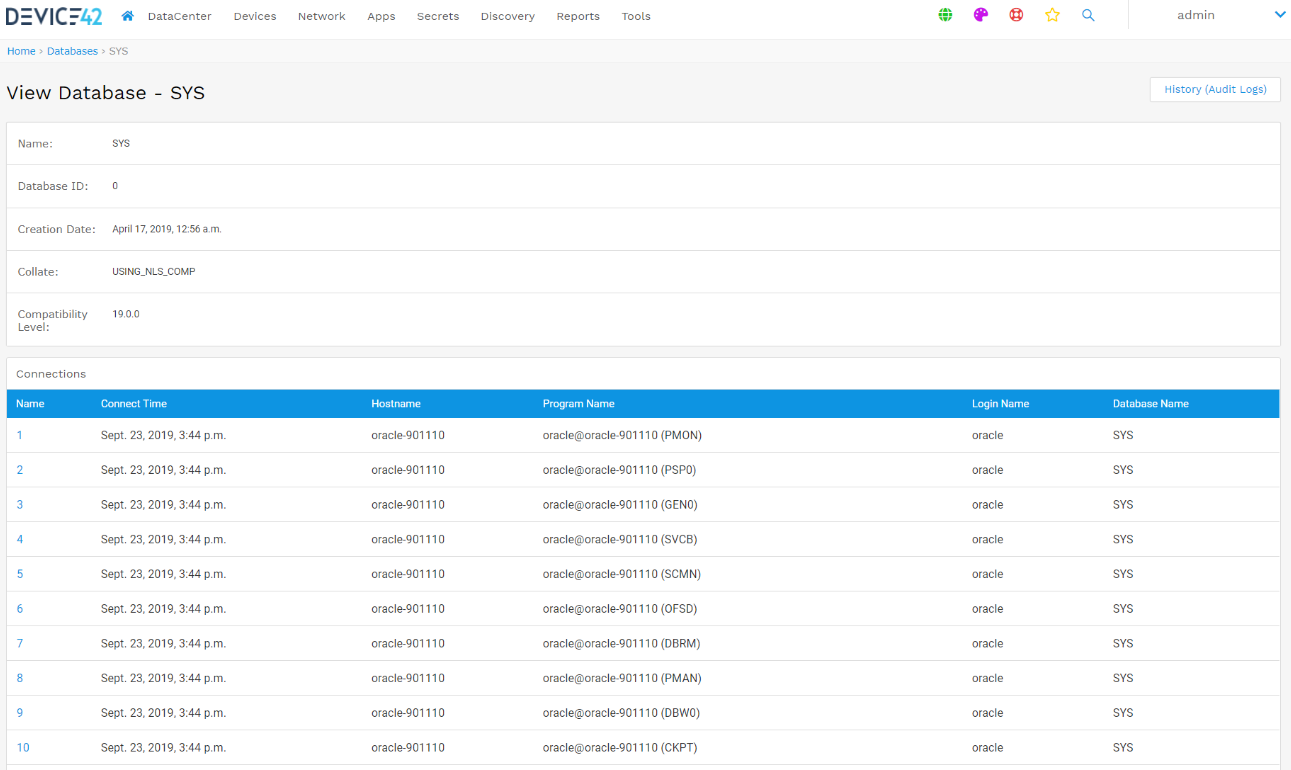 DEVICE42 DataCenter Devices Network Apps Secrets Discovery Reports Tools admin
Home › Databases › SYS
View Database - SYS
History (Audit Logs)
Name: SYS
Database ID: 0
Creation Date: April 17, 2019, 12:56 a.m.
Collate: USING_NLS_COMP
Compatibility Level: 19.0.0
Connections
Name Connect Time Hostname Program Name Login Name Database Name
1 Sept. 23, 2019, 3:44 p.m. oracle-901110 oracle@oracle-901110 (PMON) oracle SYS
2 Sept. 23, 2019, 3:44 p.m. oracle-901110 oracle@oracle-901110 (PSP0) oracle SYS
3 Sept. 23, 2019, 3:44 p.m. oracle-901110 oracle@oracle-901110 (GEN0) oracle SYS
4 Sept. 23, 2019, 3:44 p.m. oracle-901110 oracle@oracle-901110 (SVCB) oracle SYS
5 Sept. 23, 2019, 3:44 p.m. oracle-901110 oracle@oracle-901110 (SCMN) oracle SYS
6 Sept. 23, 2019, 3:44 p.m. oracle-901110 oracle@oracle-901110 (OFSD) oracle SYS
7 Sept. 23, 2019, 3:44 p.m. oracle-901110 oracle@oracle-901110 (DBRM) oracle SYS
8 Sept. 23, 2019, 3:44 p.m. oracle-901110 oracle@oracle-901110 (PMAN) oracle SYS
9 Sept. 23, 2019, 3:44 p.m. oracle-901110 oracle@oracle-901110 (DBW0) oracle SYS
10 Sept. 23, 2019, 3:44 p.m. oracle-901110 oracle@oracle-901110 (CKPT) oracle SYS